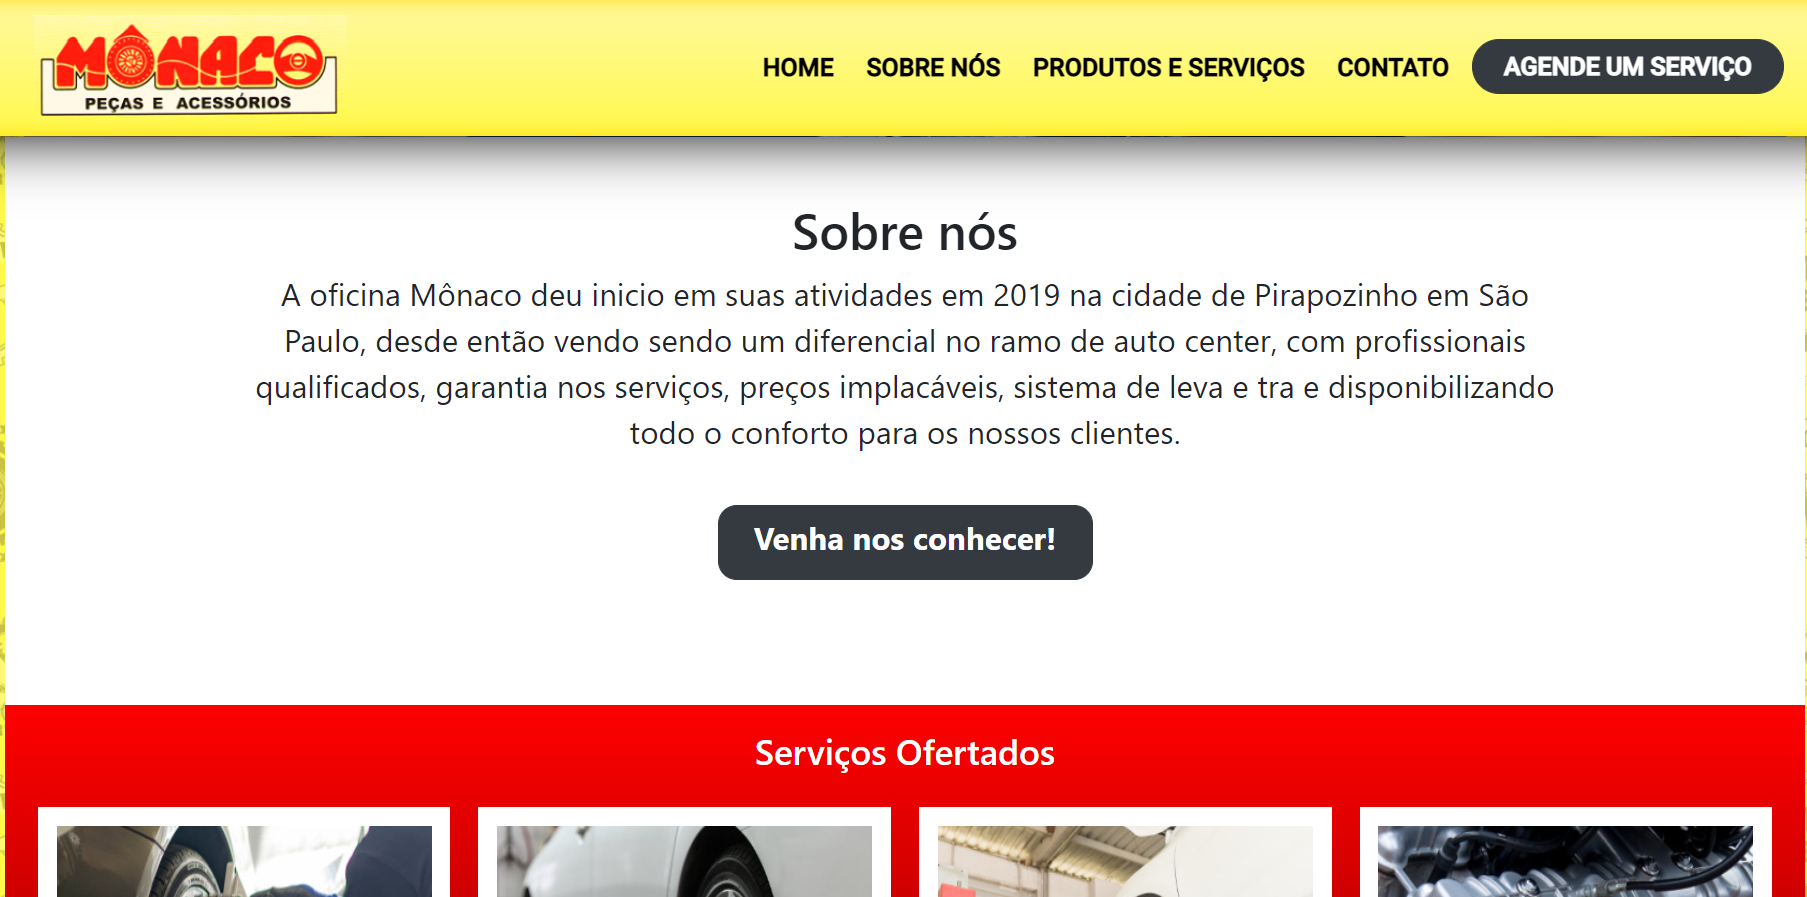 MÔNACO
PEÇAS E ACESSÓRIOS
HOME SOBRE NÓS PRODUTOS E SERVIÇOS CONTATO AGENDE UM SERVIÇO
Sobre nós
A oficina Mônaco deu inicio em suas atividades em 2019 na cidade de Pirapozinho em São
Paulo, desde então vendo sendo um diferencial no ramo de auto center, com profissionais
qualificados, garantia nos serviços, preços implacáveis, sistema de leva e tra e disponibilizando
todo o conforto para os nossos clientes.
Venha nos conhecer!
Serviços Ofertados